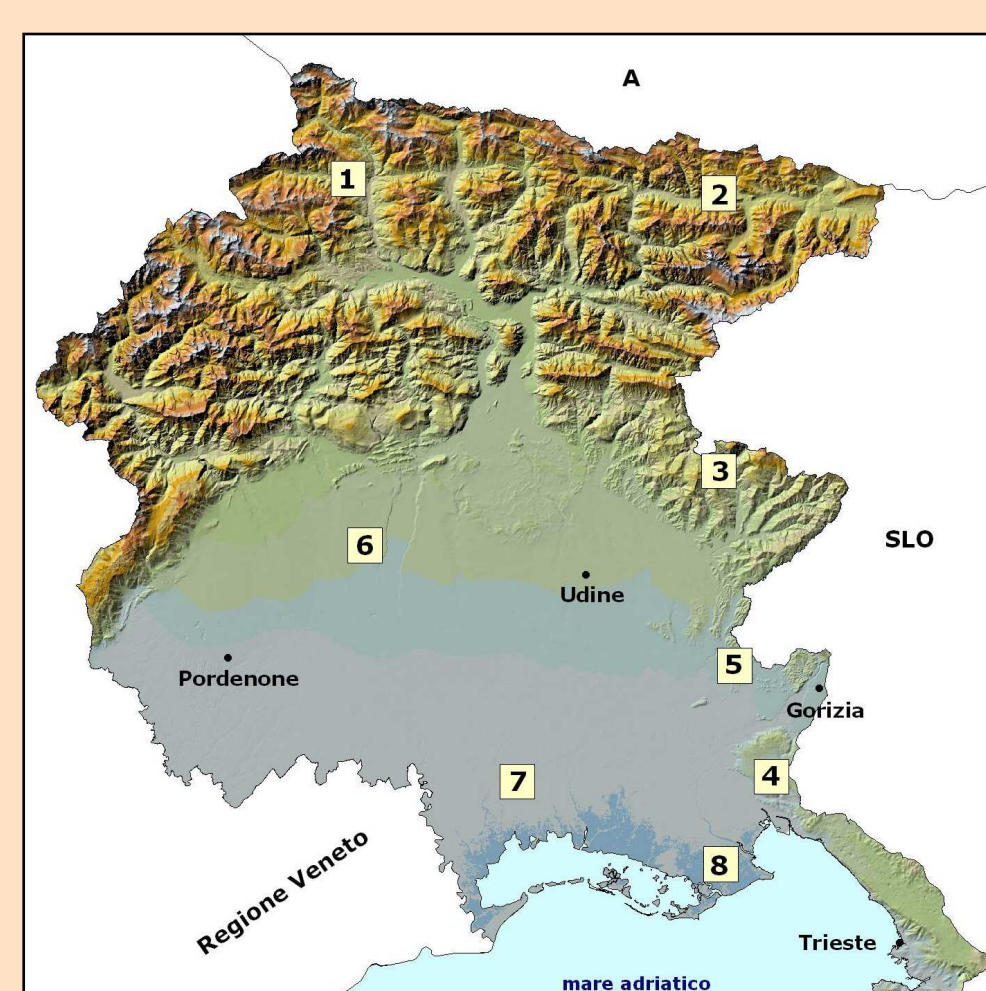 A
1
2
3
SLO
6
Udine
5
Pordenone
Gorizia
4
7
8
Regione Veneto
Trieste
mare adriatico